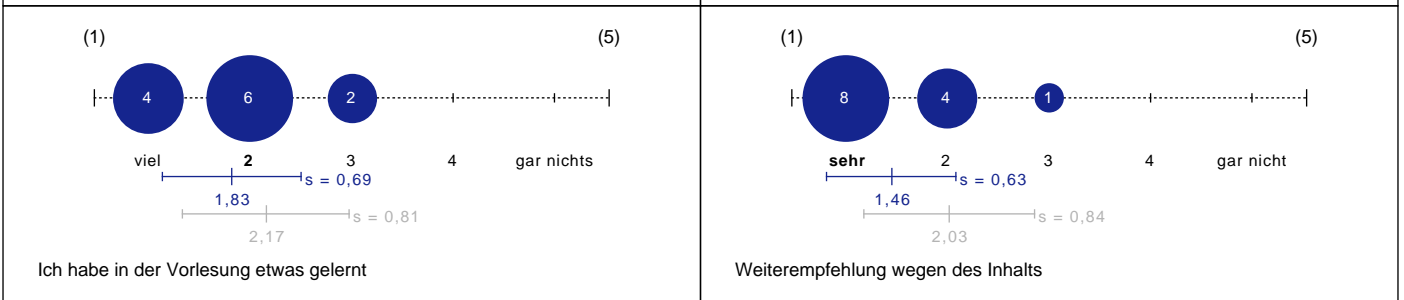 (1) (5)
4 6 2
viel 2 3 4 gar nichts
s = 0,69
1,83
s = 0,81
2,17
Ich habe in der Vorlesung etwas gelernt
(1) (5)
8 4 1
sehr 2 3 4 gar nicht
s = 0,63
1,46
s = 0,84
2,03
Weiterempfehlung wegen des Inhalts